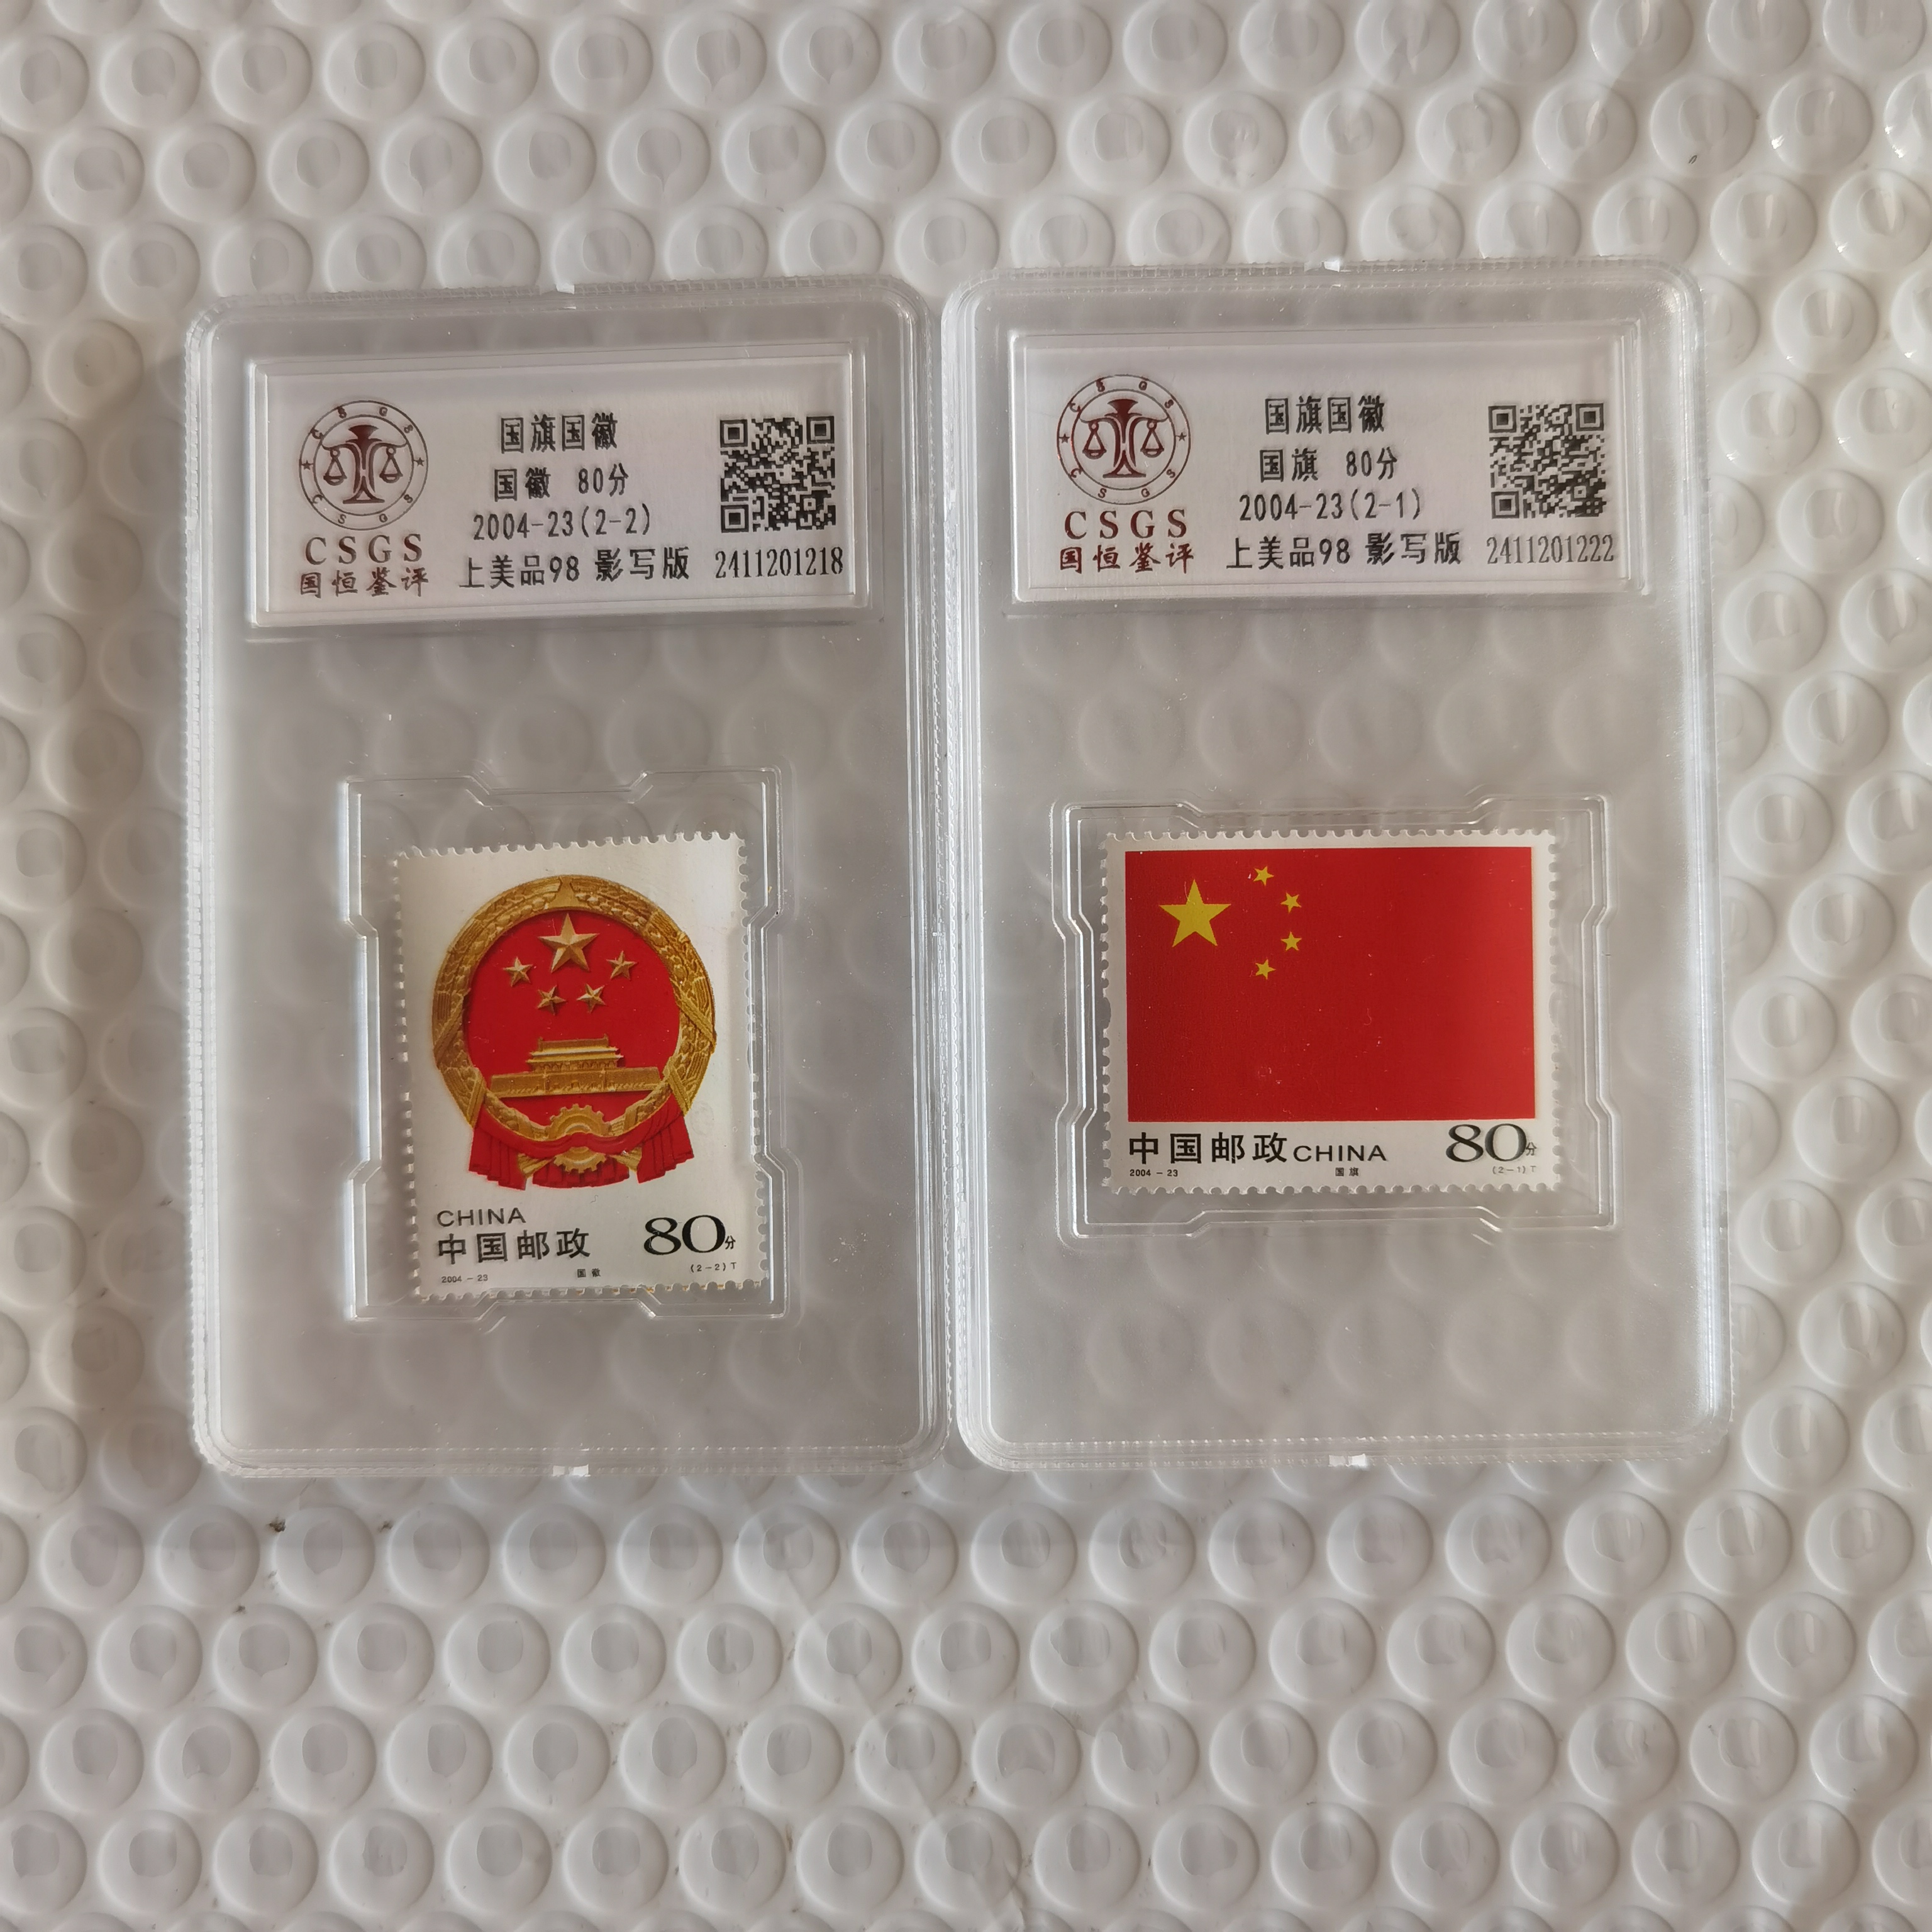 CSGS
CSGS
CSGS
国恒鉴评
国旗国徽
国徽 80分
2004-23(2-2)
上美品98 影写版
2411201218
CHINA
中国邮政
80分
2004-23
国徽
(2-2)T
CSGS
CSGS
CSGS
国恒鉴评
国旗国徽
国旗 80分
2004-23(2-1)
上美品98 影写版
2411201222
中国邮政CHINA
80分
2004-23
国旗
(2-1)T